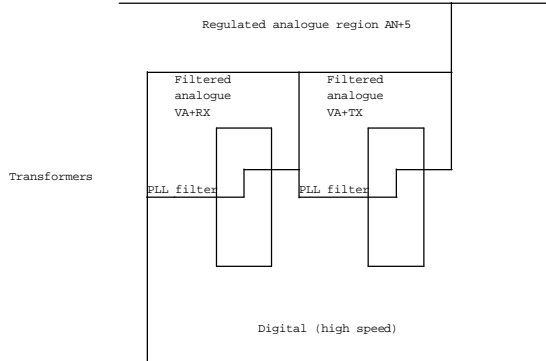 Regulated analogue region AN+5
Filtered
analogue
VA+RX
Filtered
analogue
VA+TX
Transformers
PLL filter
PLL filter
Digital (high speed)